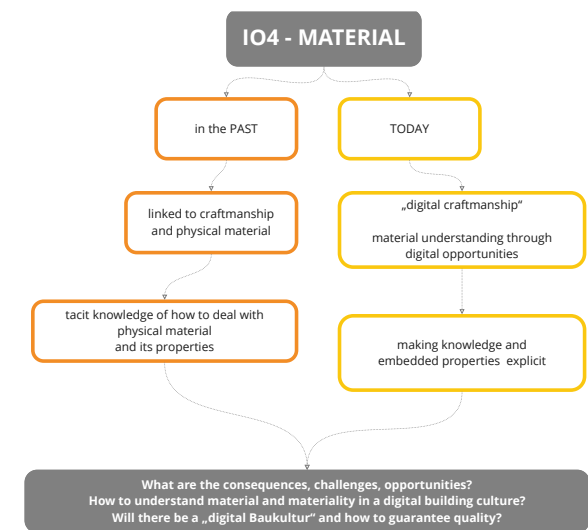 IO4 - MATERIAL
in the PAST
TODAY
linked to craftmanship
and physical material
„digital craftmanship“
material understanding through
digital opportunities
tacit knowledge of how to deal with
physical material
and its properties
making knowledge and
embedded properties explicit
What are the consequences, challenges, opportunities?
How to understand material and materiality in a digital building culture?
Will there be a „digital Baukultur“ and how to guarantee quality?